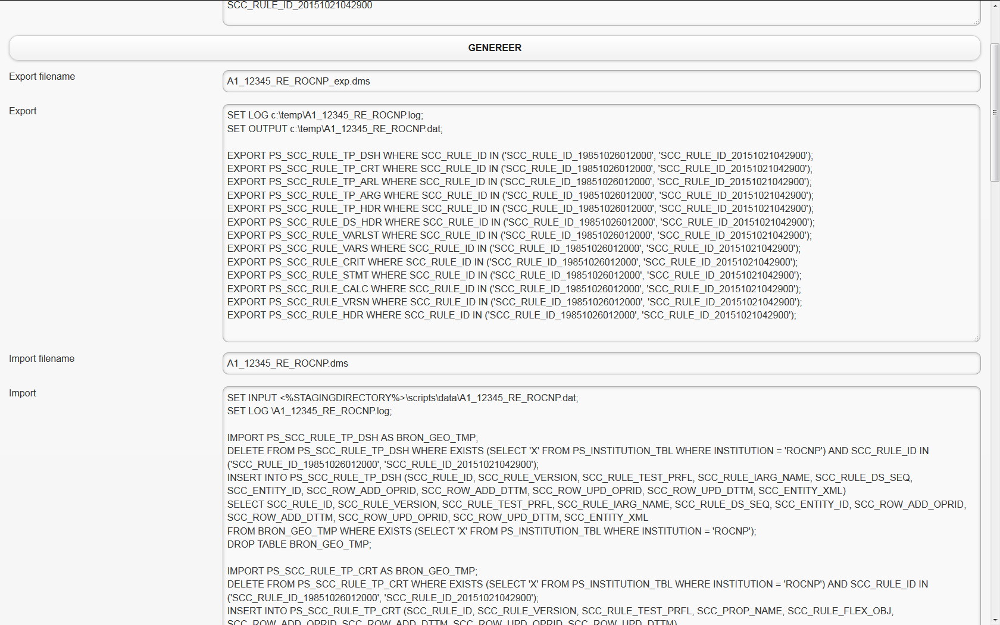 SCC_RULE_ID_20151021042900
GENEREER
Export filename
A1_12345_RE_ROCNP_exp.dms
Export
SET LOG c:\temp\A1_12345_RE_ROCNP.log;
SET OUTPUT c:\temp\A1_12345_RE_ROCNP.dat;
EXPORT PS_SCC_RULE_TP_DSH WHERE SCC_RULE_ID IN ('SCC_RULE_ID_19851026012000', 'SCC_RULE_ID_20151021042900');
EXPORT PS_SCC_RULE_TP_CRT WHERE SCC_RULE_ID IN ('SCC_RULE_ID_19851026012000', 'SCC_RULE_ID_20151021042900');
EXPORT PS_SCC_RULE_TP_ARL WHERE SCC_RULE_ID IN ('SCC_RULE_ID_19851026012000', 'SCC_RULE_ID_20151021042900');
EXPORT PS_SCC_RULE_TP_ARG WHERE SCC_RULE_ID IN ('SCC_RULE_ID_19851026012000', 'SCC_RULE_ID_20151021042900');
EXPORT PS_SCC_RULE_TP_HDR WHERE SCC_RULE_ID IN ('SCC_RULE_ID_19851026012000', 'SCC_RULE_ID_20151021042900');
EXPORT PS_SCC_RULE_DS_HDR WHERE SCC_RULE_ID IN ('SCC_RULE_ID_19851026012000', 'SCC_RULE_ID_20151021042900');
EXPORT PS_SCC_RULE_VARLST WHERE SCC_RULE_ID IN ('SCC_RULE_ID_19851026012000', 'SCC_RULE_ID_20151021042900');
EXPORT PS_SCC_RULE_VARS WHERE SCC_RULE_ID IN ('SCC_RULE_ID_19851026012000', 'SCC_RULE_ID_20151021042900');
EXPORT PS_SCC_RULE_CRIT WHERE SCC_RULE_ID IN ('SCC_RULE_ID_19851026012000', 'SCC_RULE_ID_20151021042900');
EXPORT PS_SCC_RULE_STMT WHERE SCC_RULE_ID IN ('SCC_RULE_ID_19851026012000', 'SCC_RULE_ID_20151021042900');
EXPORT PS_SCC_RULE_CALC WHERE SCC_RULE_ID IN ('SCC_RULE_ID_19851026012000', 'SCC_RULE_ID_20151021042900');
EXPORT PS_SCC_RULE_VRSN WHERE SCC_RULE_ID IN ('SCC_RULE_ID_19851026012000', 'SCC_RULE_ID_20151021042900');
EXPORT PS_SCC_RULE_HDR WHERE SCC_RULE_ID IN ('SCC_RULE_ID_19851026012000', 'SCC_RULE_ID_20151021042900');
Import filename
A1_12345_RE_ROCNP.dms
Import
SET INPUT <%STAGINGDIRECTORY%>\scripts\data\A1_12345_RE_ROCNP.dat;
SET LOG \A1_12345_RE_ROCNP.log;
IMPORT PS_SCC_RULE_TP_DSH AS BRON_GEO_TMP;
DELETE FROM PS_SCC_RULE_TP_DSH WHERE EXISTS (SELECT 'X' FROM PS_INSTITUTION_TBL WHERE INSTITUTION = 'ROCNP') AND SCC_RULE_ID IN
('SCC_RULE_ID_19851026012000', 'SCC_RULE_ID_20151021042900');
INSERT INTO PS_SCC_RULE_TP_DSH (SCC_RULE_ID, SCC_RULE_VERSION, SCC_RULE_TEST_PRFL, SCC_RULE_IARG_NAME, SCC_RULE_DS_SEQ,
SCC_ENTITY_ID, SCC_ROW_ADD_OPRID, SCC_ROW_ADD_DTTM, SCC_ROW_UPD_OPRID, SCC_ROW_UPD_DTTM, SCC_ENTITY_XML)
SELECT SCC_RULE_ID, SCC_RULE_VERSION, SCC_RULE_TEST_PRFL, SCC_RULE_IARG_NAME, SCC_RULE_DS_SEQ, SCC_ENTITY_ID, SCC_ROW_ADD_OPRID,
SCC_ROW_ADD_DTTM, SCC_ROW_UPD_OPRID, SCC_ROW_UPD_DTTM, SCC_ENTITY_XML
FROM BRON_GEO_TMP WHERE EXISTS (SELECT 'X' FROM PS_INSTITUTION_TBL WHERE INSTITUTION = 'ROCNP');
DROP TABLE BRON_GEO_TMP;
IMPORT PS_SCC_RULE_TP_CRT AS BRON_GEO_TMP;
DELETE FROM PS_SCC_RULE_TP_CRT WHERE EXISTS (SELECT 'X' FROM PS_INSTITUTION_TBL WHERE INSTITUTION = 'ROCNP') AND SCC_RULE_ID IN
('SCC_RULE_ID_19851026012000', 'SCC_RULE_ID_20151021042900');
INSERT INTO PS_SCC_RULE_TP_CRT (SCC_RULE_ID, SCC_RULE_VERSION, SCC_RULE_TEST_PRFL, SCC_PROP_NAME, SCC_RULE_FLEX_OBJ,
SCC_ROW_ADD_OPRID, SCC_ROW_ADD_DTTM, SCC_ROW_UPD_OPRID, SCC_ROW_UPD_DTTM)